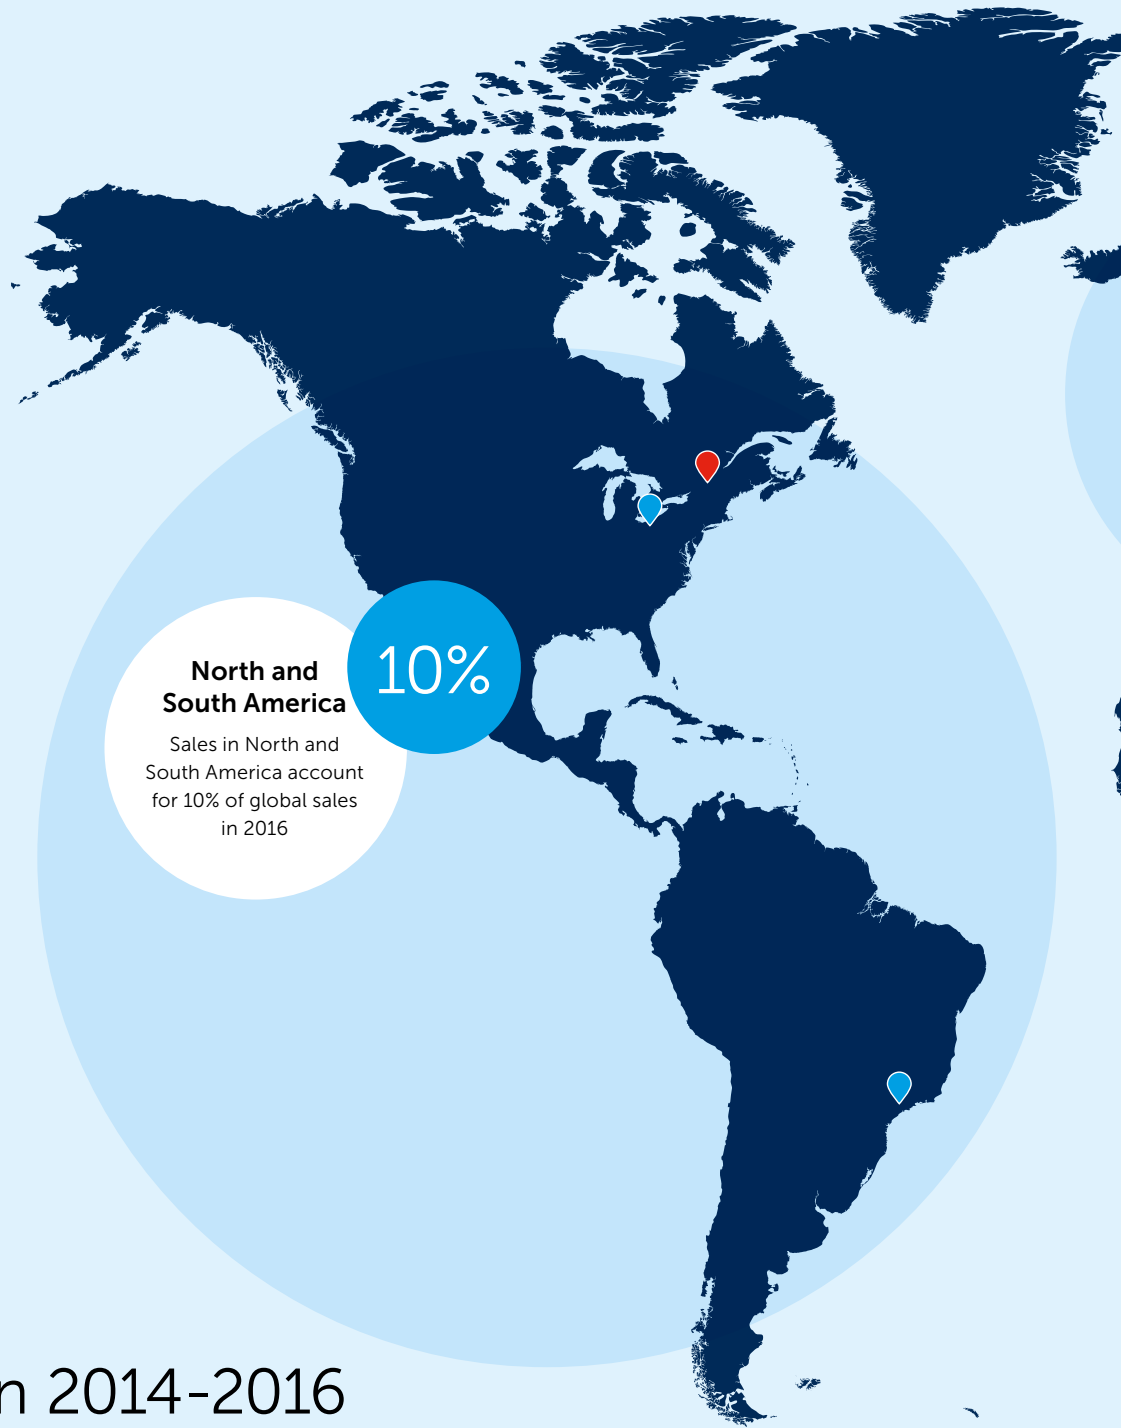 10%
North and
South America
Sales in North and
South America account
for 10% of global sales
in 2016
n 2014-2016